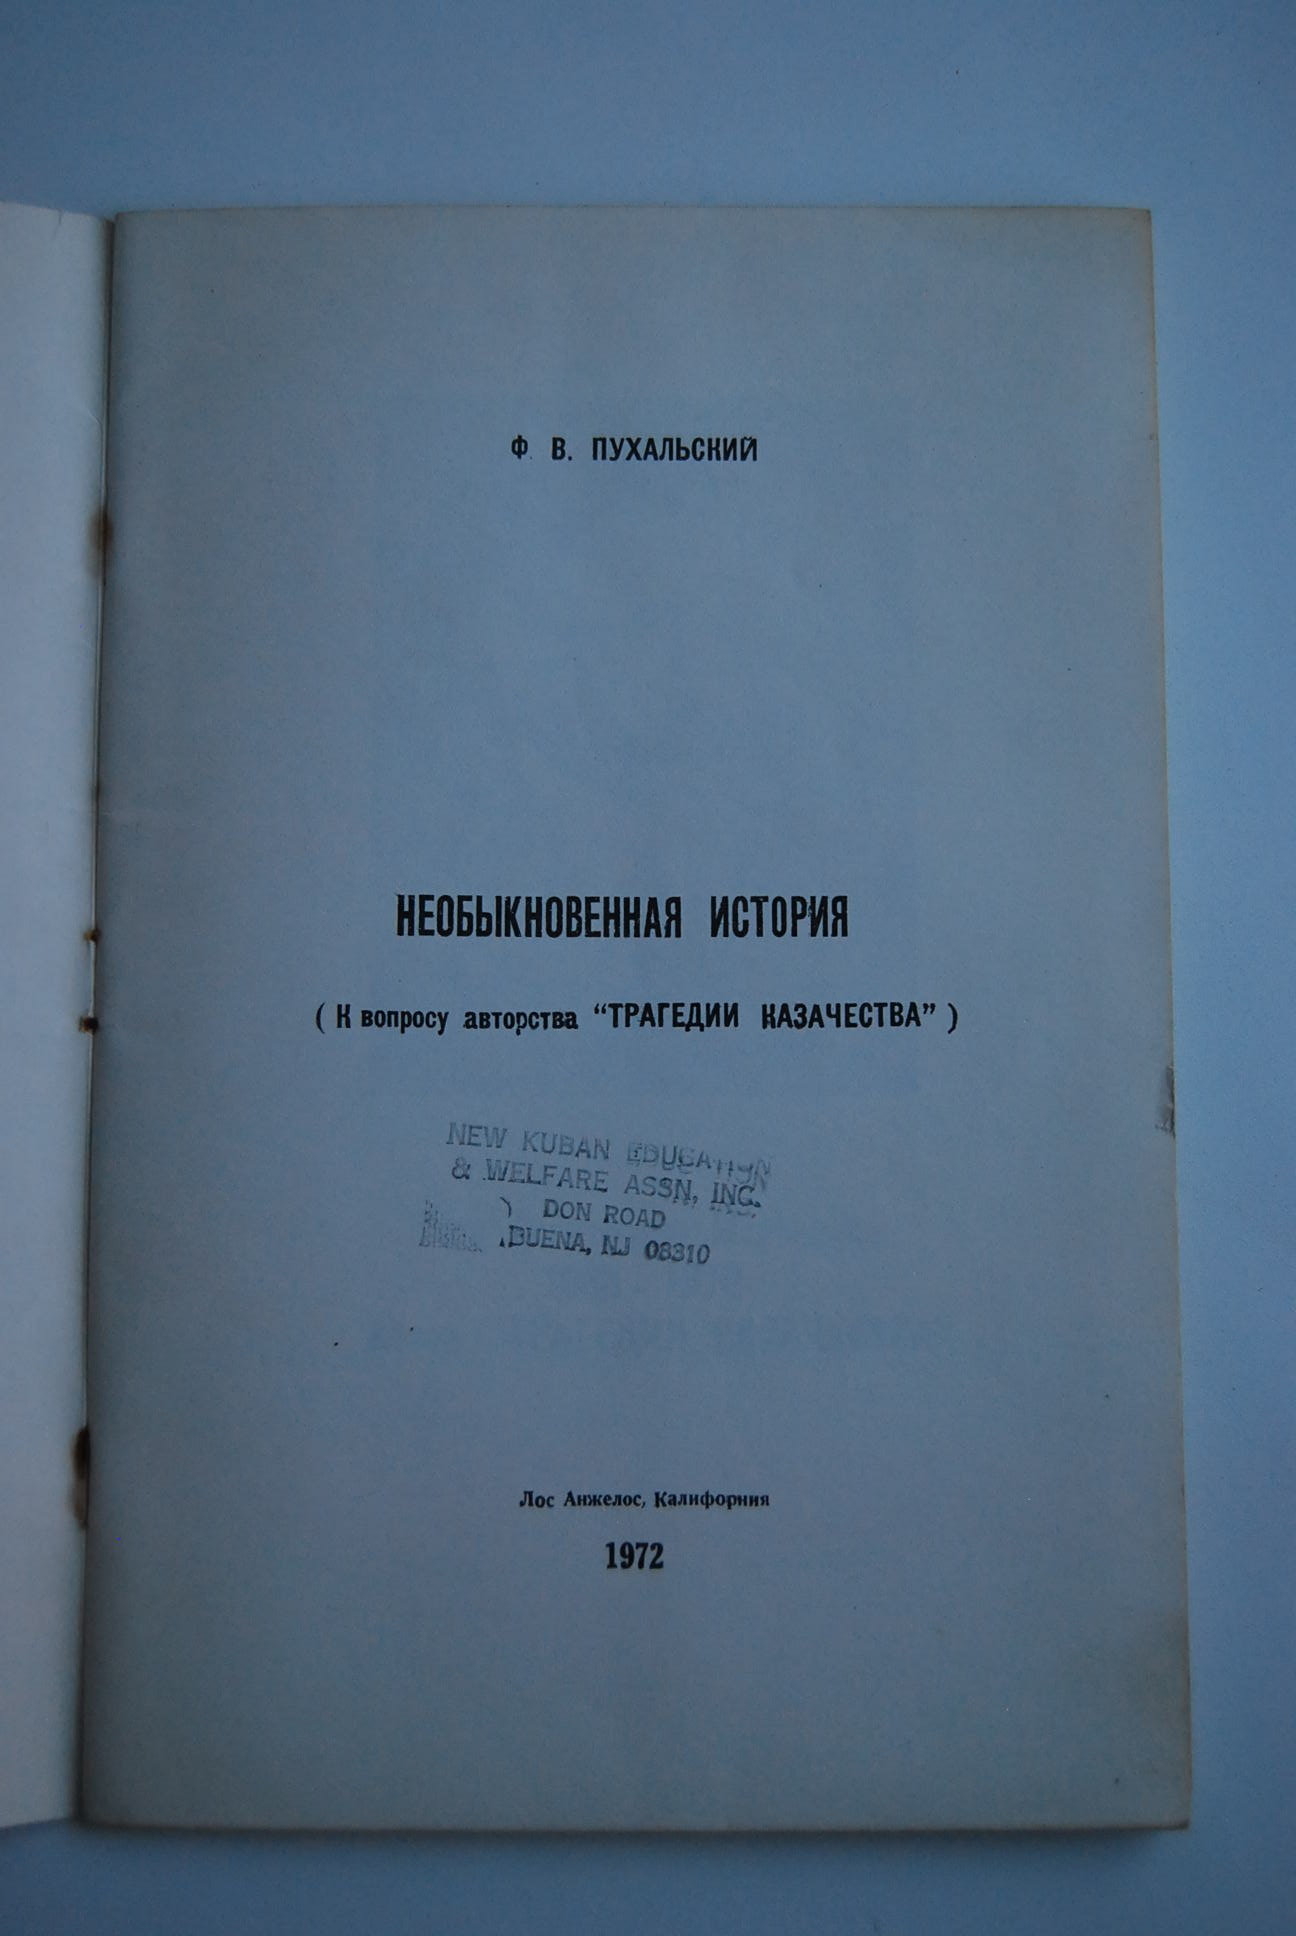 Ф. В. ПУХАЛЬСКИЙ
НЕОБЫКНОВЕННАЯ ИСТОРИЯ
( К вопросу авторства “ТРАГЕДИИ КАЗАЧЕСТВА” )
NEW KUBAN EDUCATION
& WELFARE ASSN, INC.
DON ROAD
BUENA, NJ 08310
Лос Анжелос, Калифорния
1972